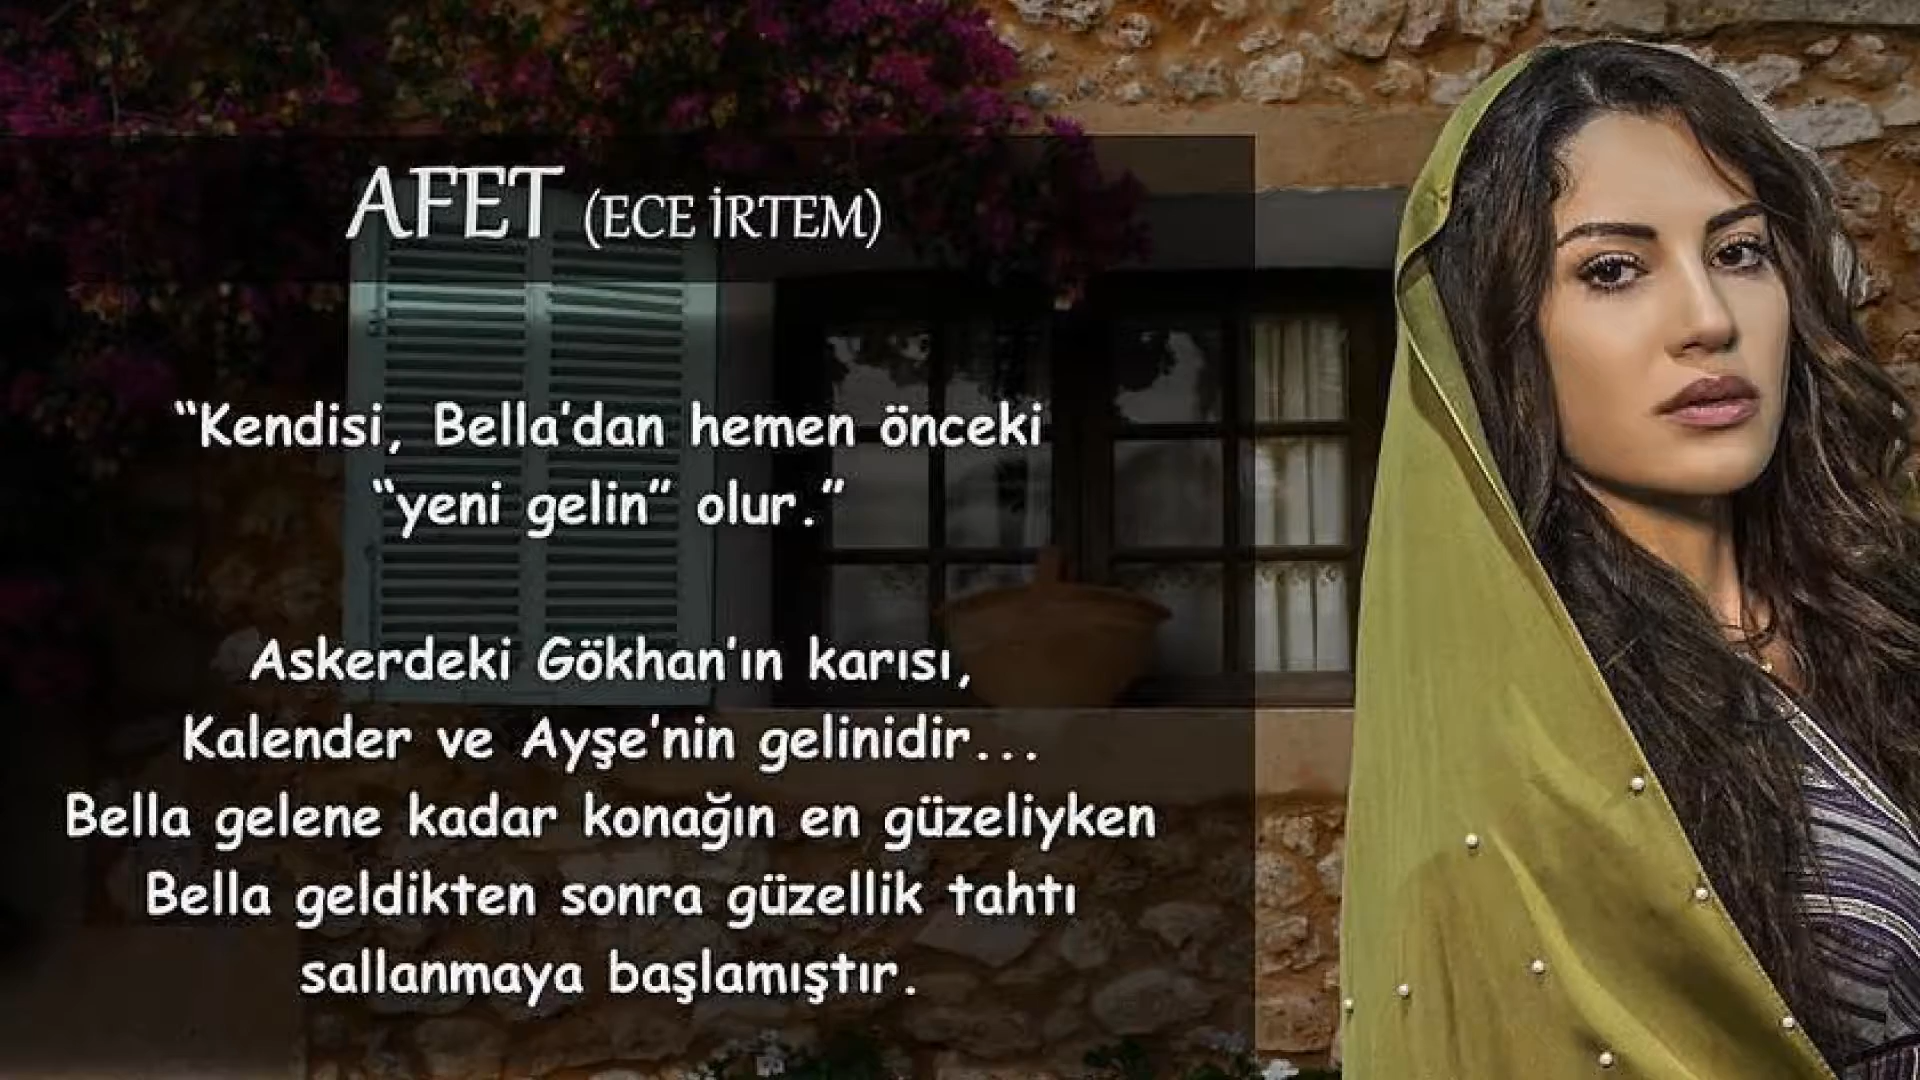 AFET (ECE İRTEM)
“Kendisi, Bella’dan hemen önceki
“yeni gelin” olur.”
Askerdeki Gökhan’ın karısı,
Kalender ve Ayşe’nin gelinidir...
Bella gelene kadar konağın en güzeliyken
Bella geldikten sonra güzellik tahtı
sallanmaya başlamıştır.